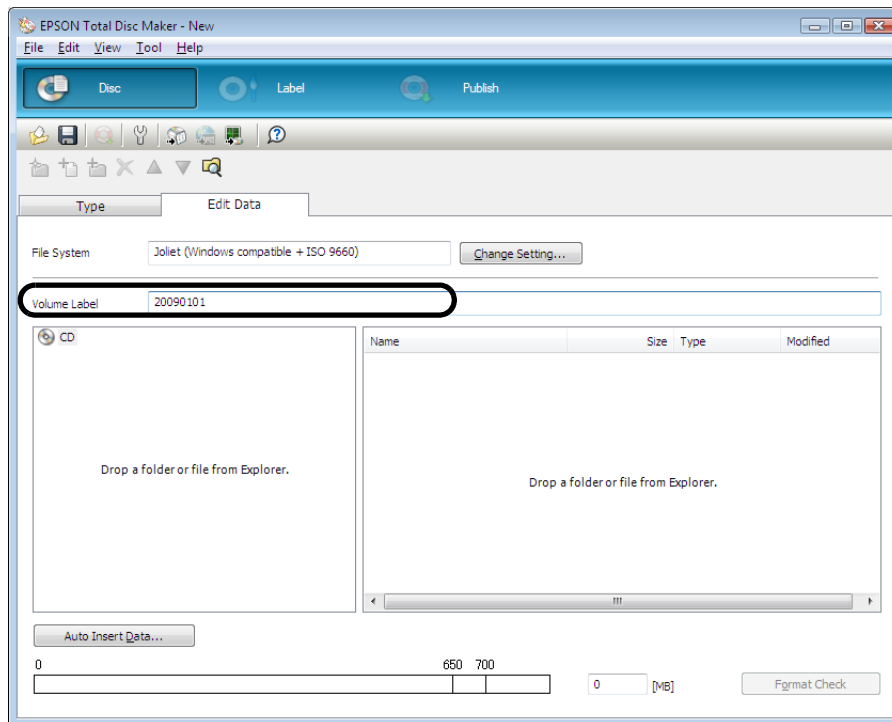 EPSON Total Disc Maker - New
File Edit View Tool Help
Disc Label Publish
Type Edit Data
File System Joliet (Windows compatible + ISO 9660) Change Setting...
Volume Label 20090101
CD Name Size Type Modified
Drop a folder or file from Explorer.
Drop a folder or file from Explorer.
Auto Insert Data...
0 650 700
0 [MB] Format Check